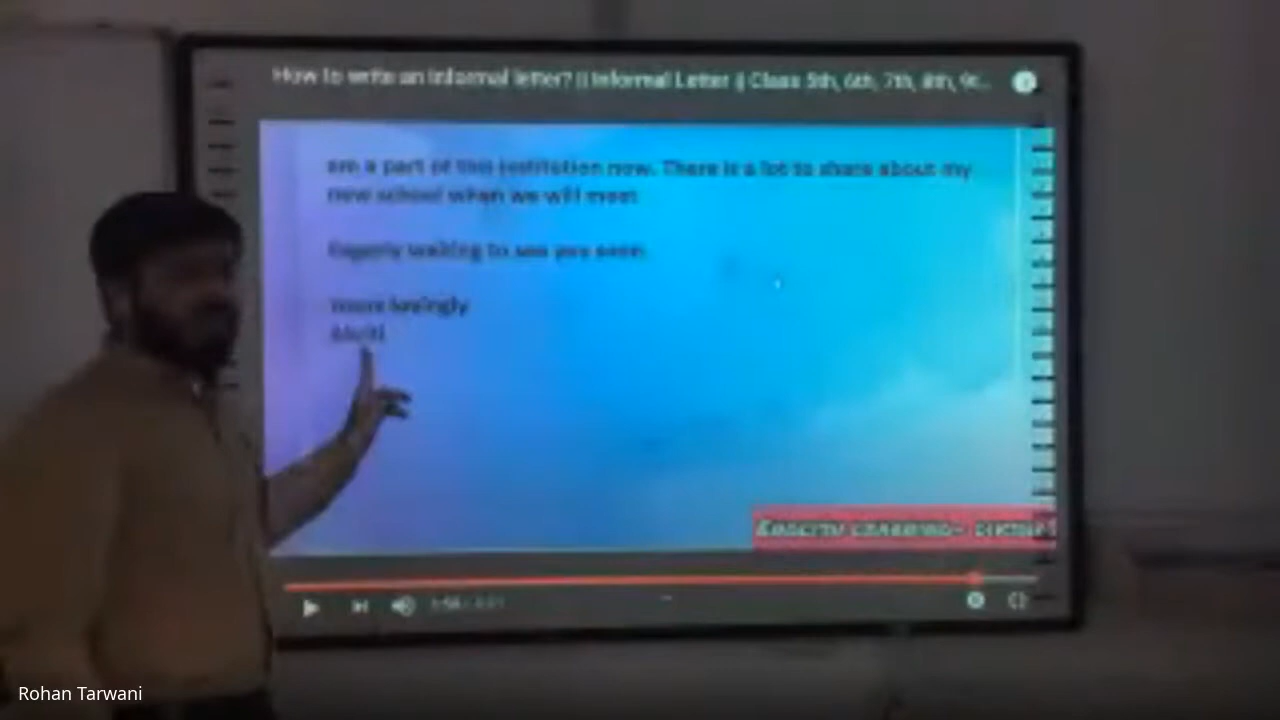 How to write an informal letter? || Informal Letter || Class 5th, 6th, 7th, 8th, 9t...
am a part of this institution now. There is a lot to share about my
new school when we will meet.
Eagerly waiting to see you soon.
Yours lovingly
Rohan Tarwani